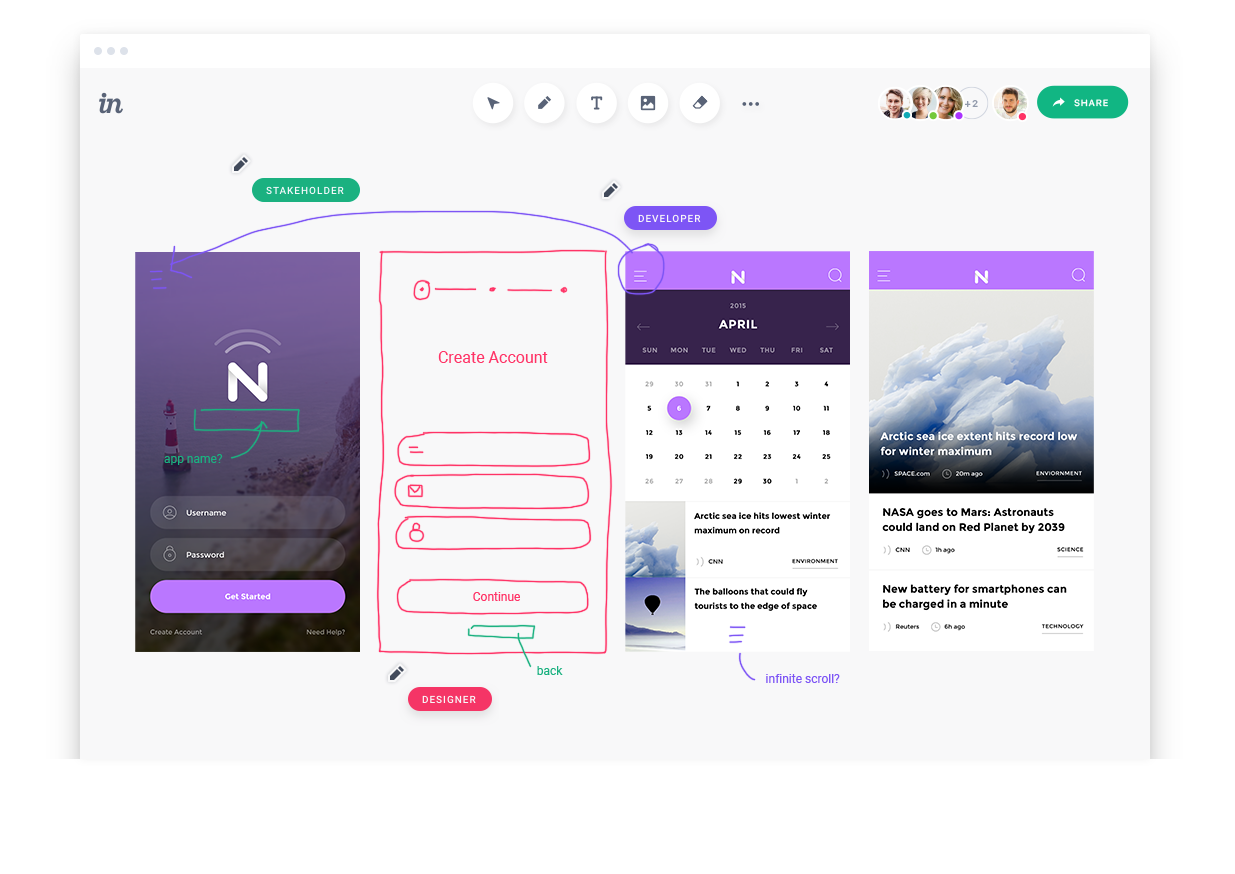 in
T
+2
SHARE
STAKEHOLDER
DEVELOPER
N
app name?
Username
Password
Get Started
Create Account
Need Help?
Create Account
Continue
back
DESIGNER
N
2015
APRIL
SUN MON TUE WED THU FRI SAT
29 30 31 1 2 3 4
5 6 7 8 9 10 11
12 13 14 15 16 17 18
19 20 21 22 23 24 25
26 27 28 29 30 1 2
Arctic sea ice hits lowest winter
maximum on record
CNN ENVIRONMENT
The balloons that could fly
tourists to the edge of space
infinite scroll?
N
Arctic sea ice extent hits record low
for winter maximum
SPACE.com 20m ago ENVIORNMENT
NASA goes to Mars: Astronauts
could land on Red Planet by 2039
CNN 1h ago SCIENCE
New battery for smartphones can
be charged in a minute
Reuters 6h ago TECHNOLOGY